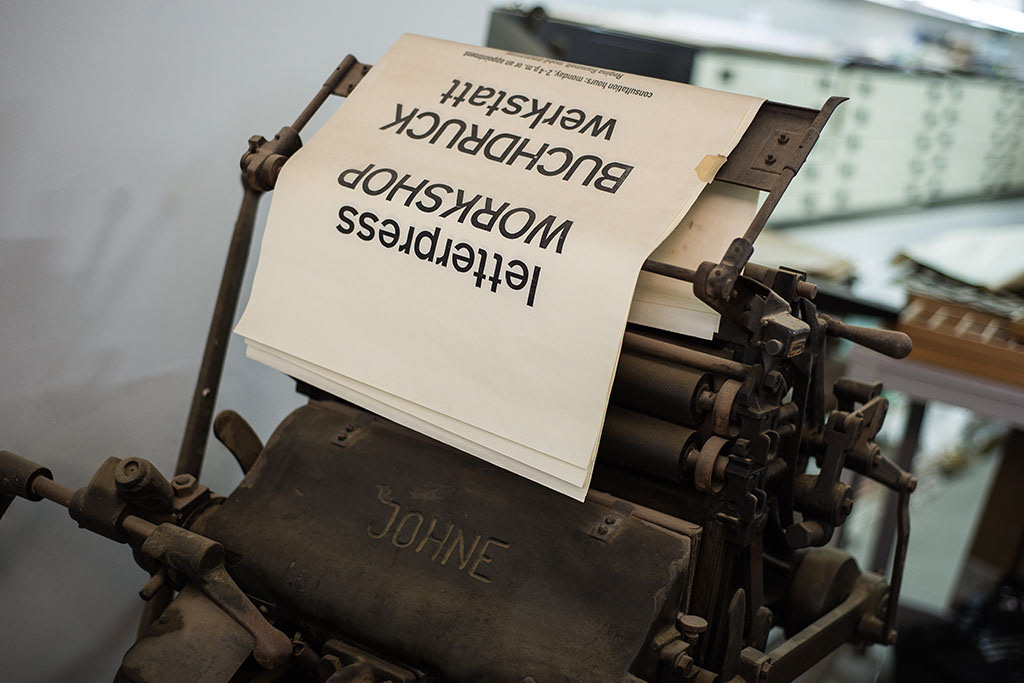 letterpress
WORKSHOP
BUCHDRUCK
werkstatt
consultation hours: monday, 2-4 p.m. or on appointment
JOHNE